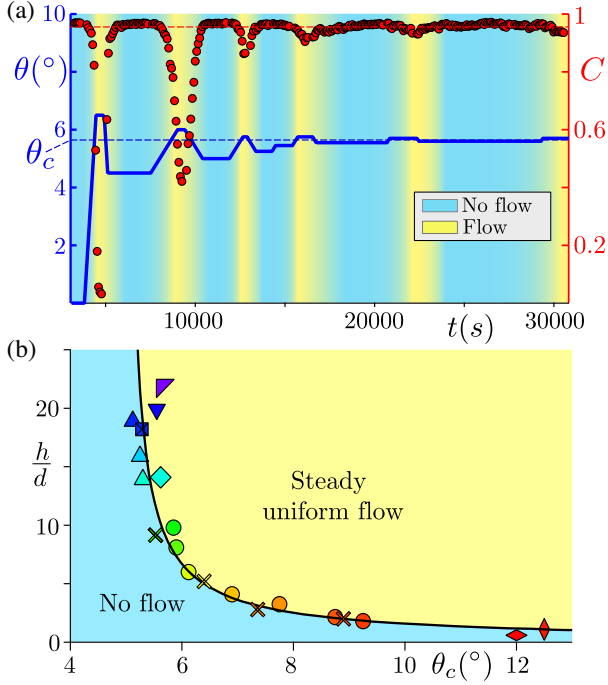 (a)
10
8
6
4
2
θ(°)
θc
1
C
0.6
0.2
No flow
Flow
10000
20000
30000
t(s)
(b)
20
10
0
h/d
Steady
uniform flow
No flow
4
6
8
10
θc(°)
12